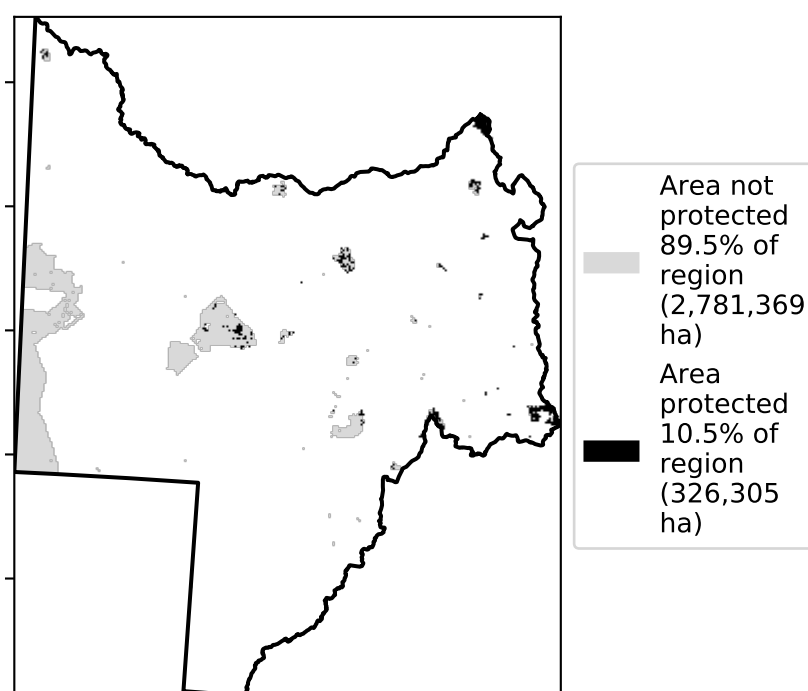 Area not
protected
89.5% of
region
(2,781,369
ha)
Area
protected
10.5% of
region
(326,305
ha)